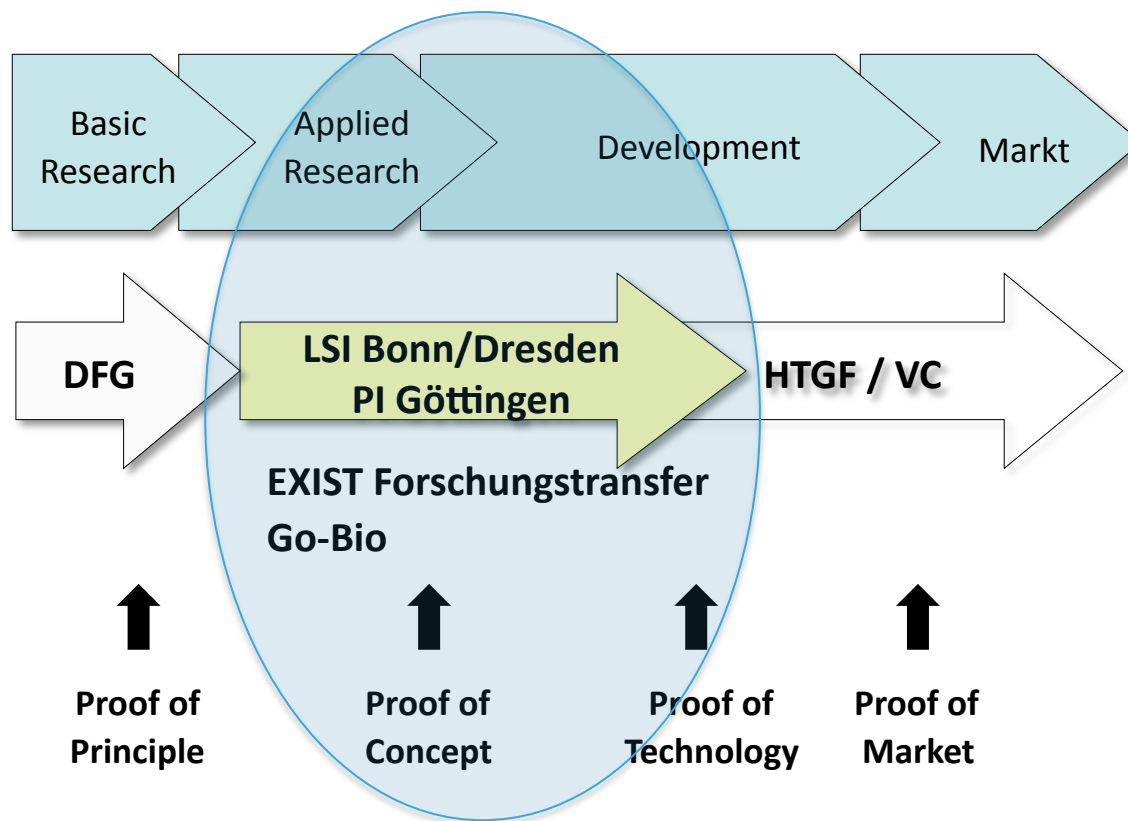 Basic
Research
Applied
Research
Development
Markt
DFG
LSI Bonn/Dresden
PI Göttingen
HTGF / VC
EXIST Forschungstransfer
Go-Bio
Proof of
Principle
Proof of
Concept
Proof of
Technology
Proof of
Market